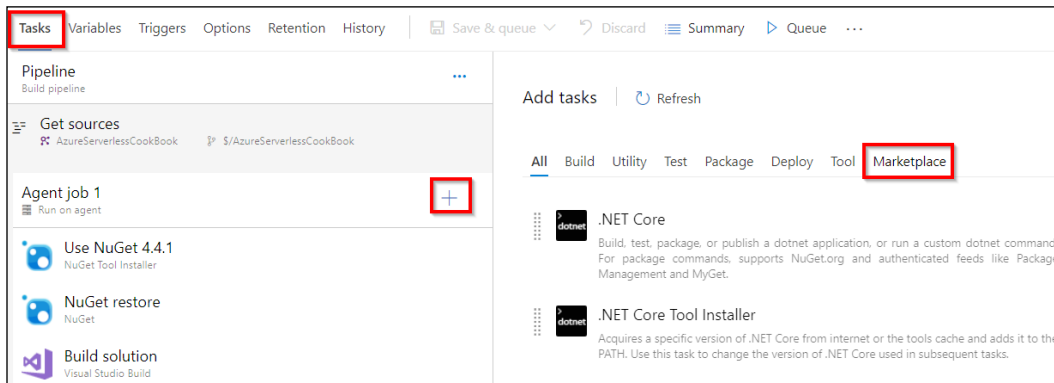 Tasks Variables Triggers Options Retention History Save & queue Discard Summary Queue ...
Pipeline
Build pipeline
Get sources
AzureServerlessCookBook $/AzureServerlessCookBook
Agent job 1
Run on agent
Use NuGet 4.4.1
NuGet Tool Installer
NuGet restore
NuGet
Build solution
Visual Studio Build
Add tasks Refresh
All Build Utility Test Package Deploy Tool Marketplace
dotnet
.NET Core
Build, test, package, or publish a dotnet application, or run a custom dotnet command
For package commands, supports NuGet.org and authenticated feeds like Package
Management and MyGet.
dotnet
.NET Core Tool Installer
Acquires a specific version of .NET Core from internet or the tools cache and adds it to the
PATH. Use this task to change the version of .NET Core used in subsequent tasks.